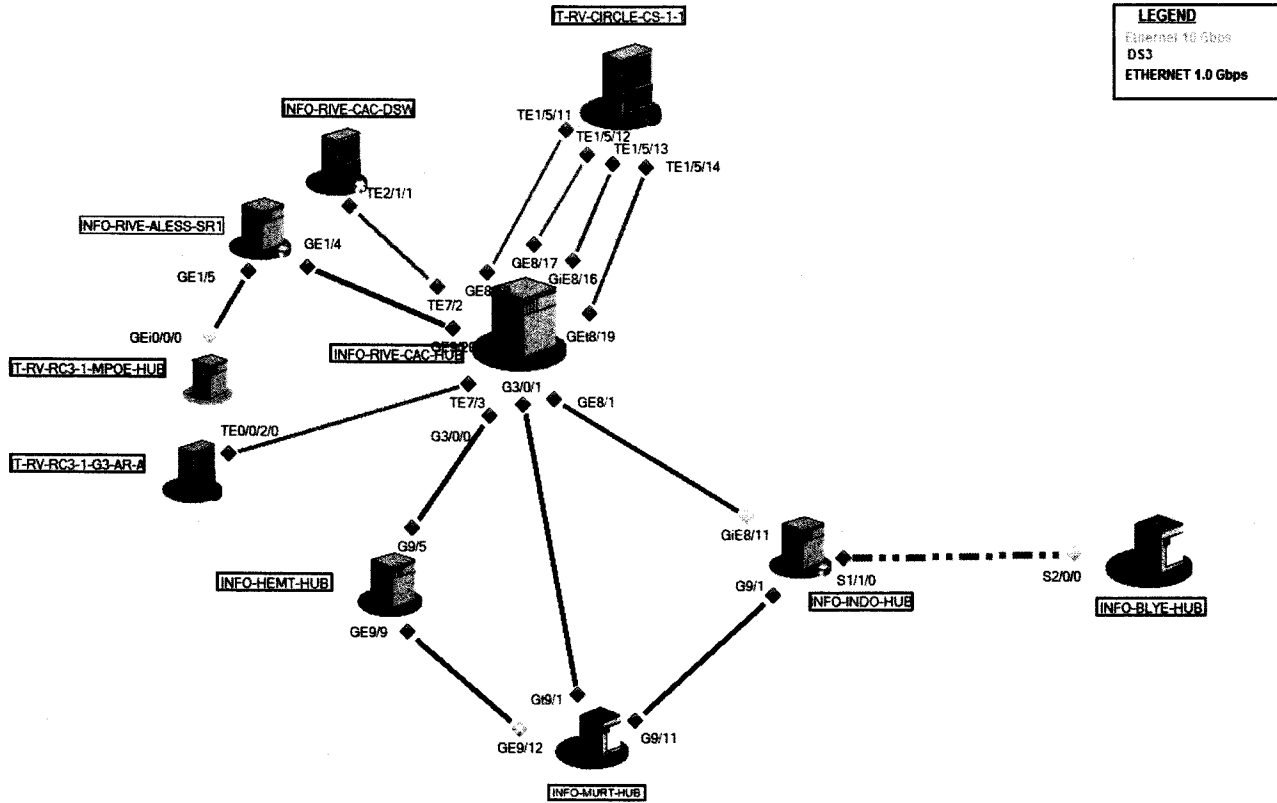 IT-RV-CIRCLE-CS-1-1
LEGEND
Ethernet 10 Gbps
DS3
ETHERNET 1.0 Gbps
INFO-RIVE-CAC-DSW
TE1/5/11
TE1/5/12
TE1/5/13
TE1/5/14
TE2/1/1
INFO-RIVE-ALESS-SR1
GE1/4
GE1/5
GE8/17
GiE8/16
TE7/2
GEt8/19
GEi0/0/0
INFO-RIVE-CAC-HUB
IT-RV-RC3-1-MPOE-HUB
TE7/3
G3/0/1
GE8/1
TE0/0/2/0
G3/0/0
IT-RV-RC3-1-G3-AR-A
GiE8/11
G9/5
S1/1/0
S2/0/0
INFO-HEMT-HUB
G9/1
INFO-INDO-HUB
INFO-BLYE-HUB
GE9/9
Gt9/1
GE9/12
G9/11
INFO-MURT-HUB